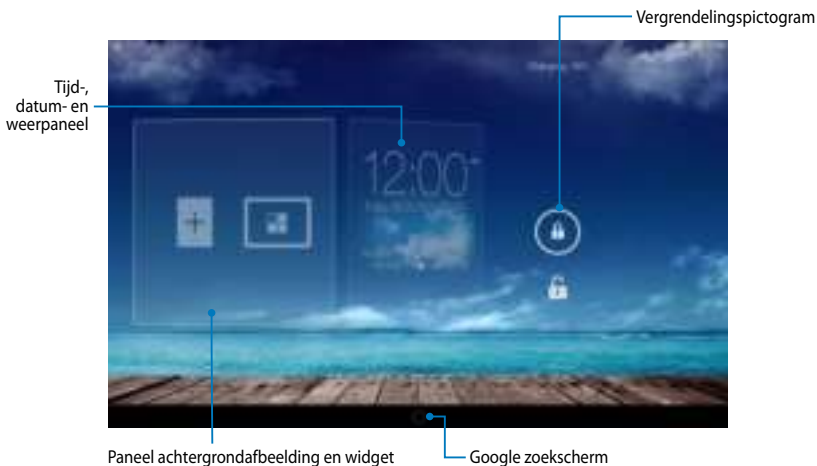 Vergrendelingspictogram
Tijd-,
datum- en
weerpaneel
12:00
Paneel achtergrondafbeelding en widget
Google zoekscherm